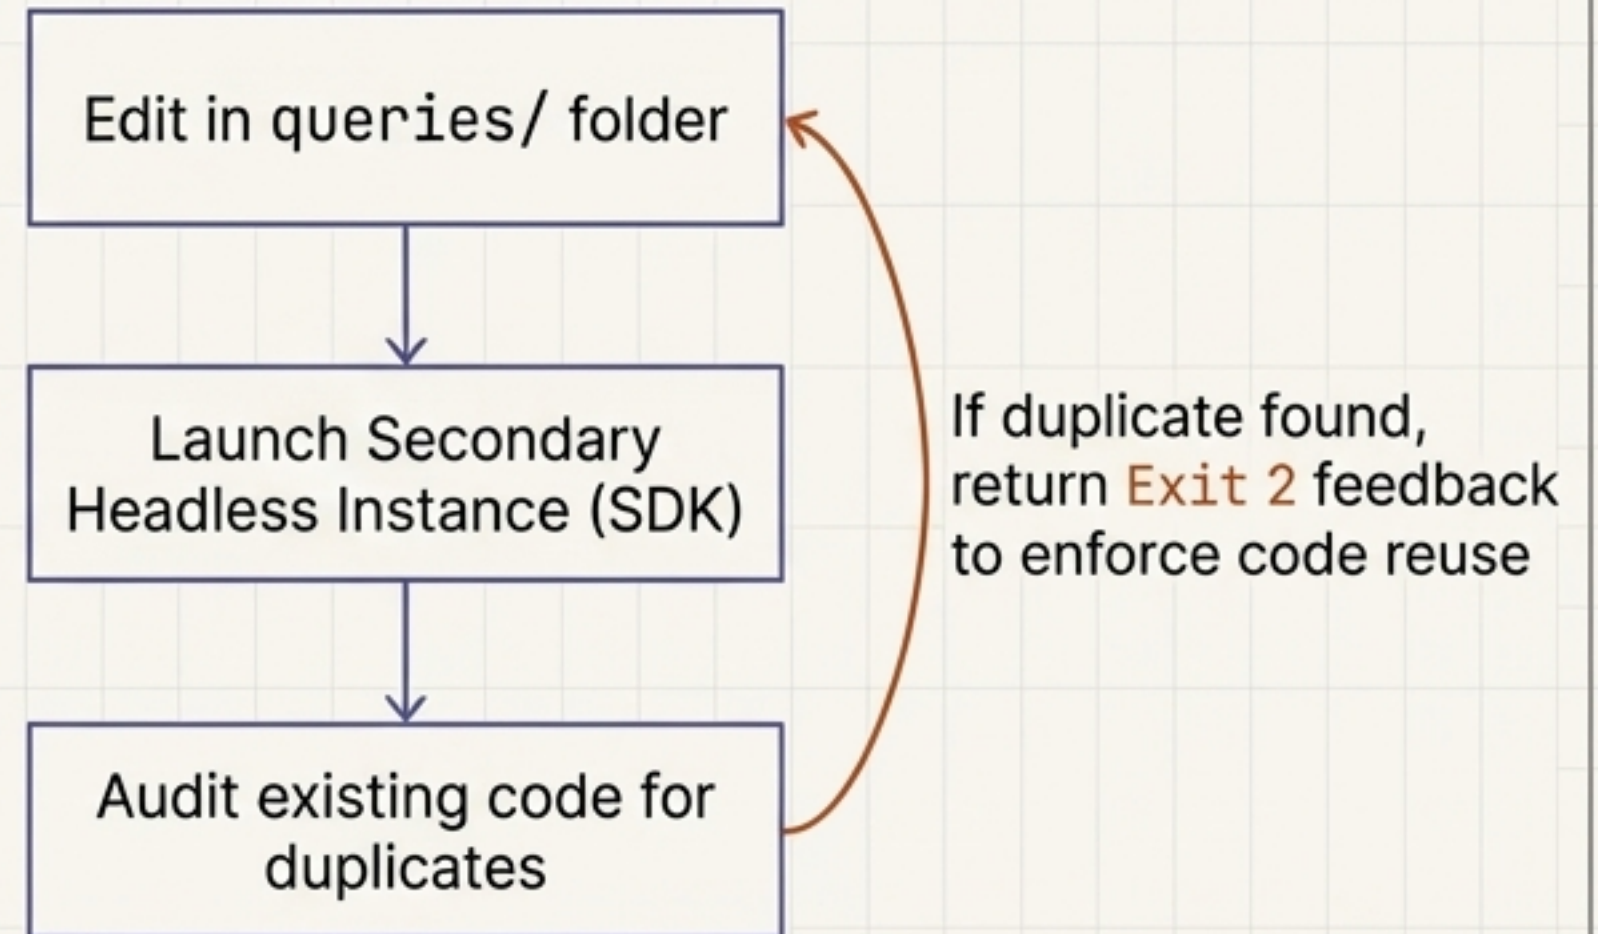 Edit in queries/ folder
Launch Secondary
Headless Instance (SDK)
If duplicate found,
return Exit 2 feedback
to enforce code reuse
Audit existing code for
duplicates